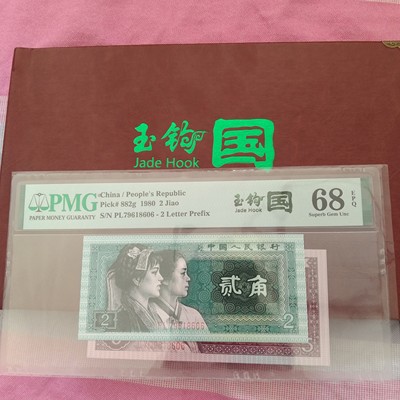 玉钩国
Jade Hook
PMG
PAPER MONEY GUARANTY
China / People's Republic
Pick# 882g 1980 2 Jiao
S/N PL79618606 - 2 Letter Prefix
玉钩国
Jade Hook
68
EPQ
Superb Gem Unc
中国人民银行
贰角
2
2
5